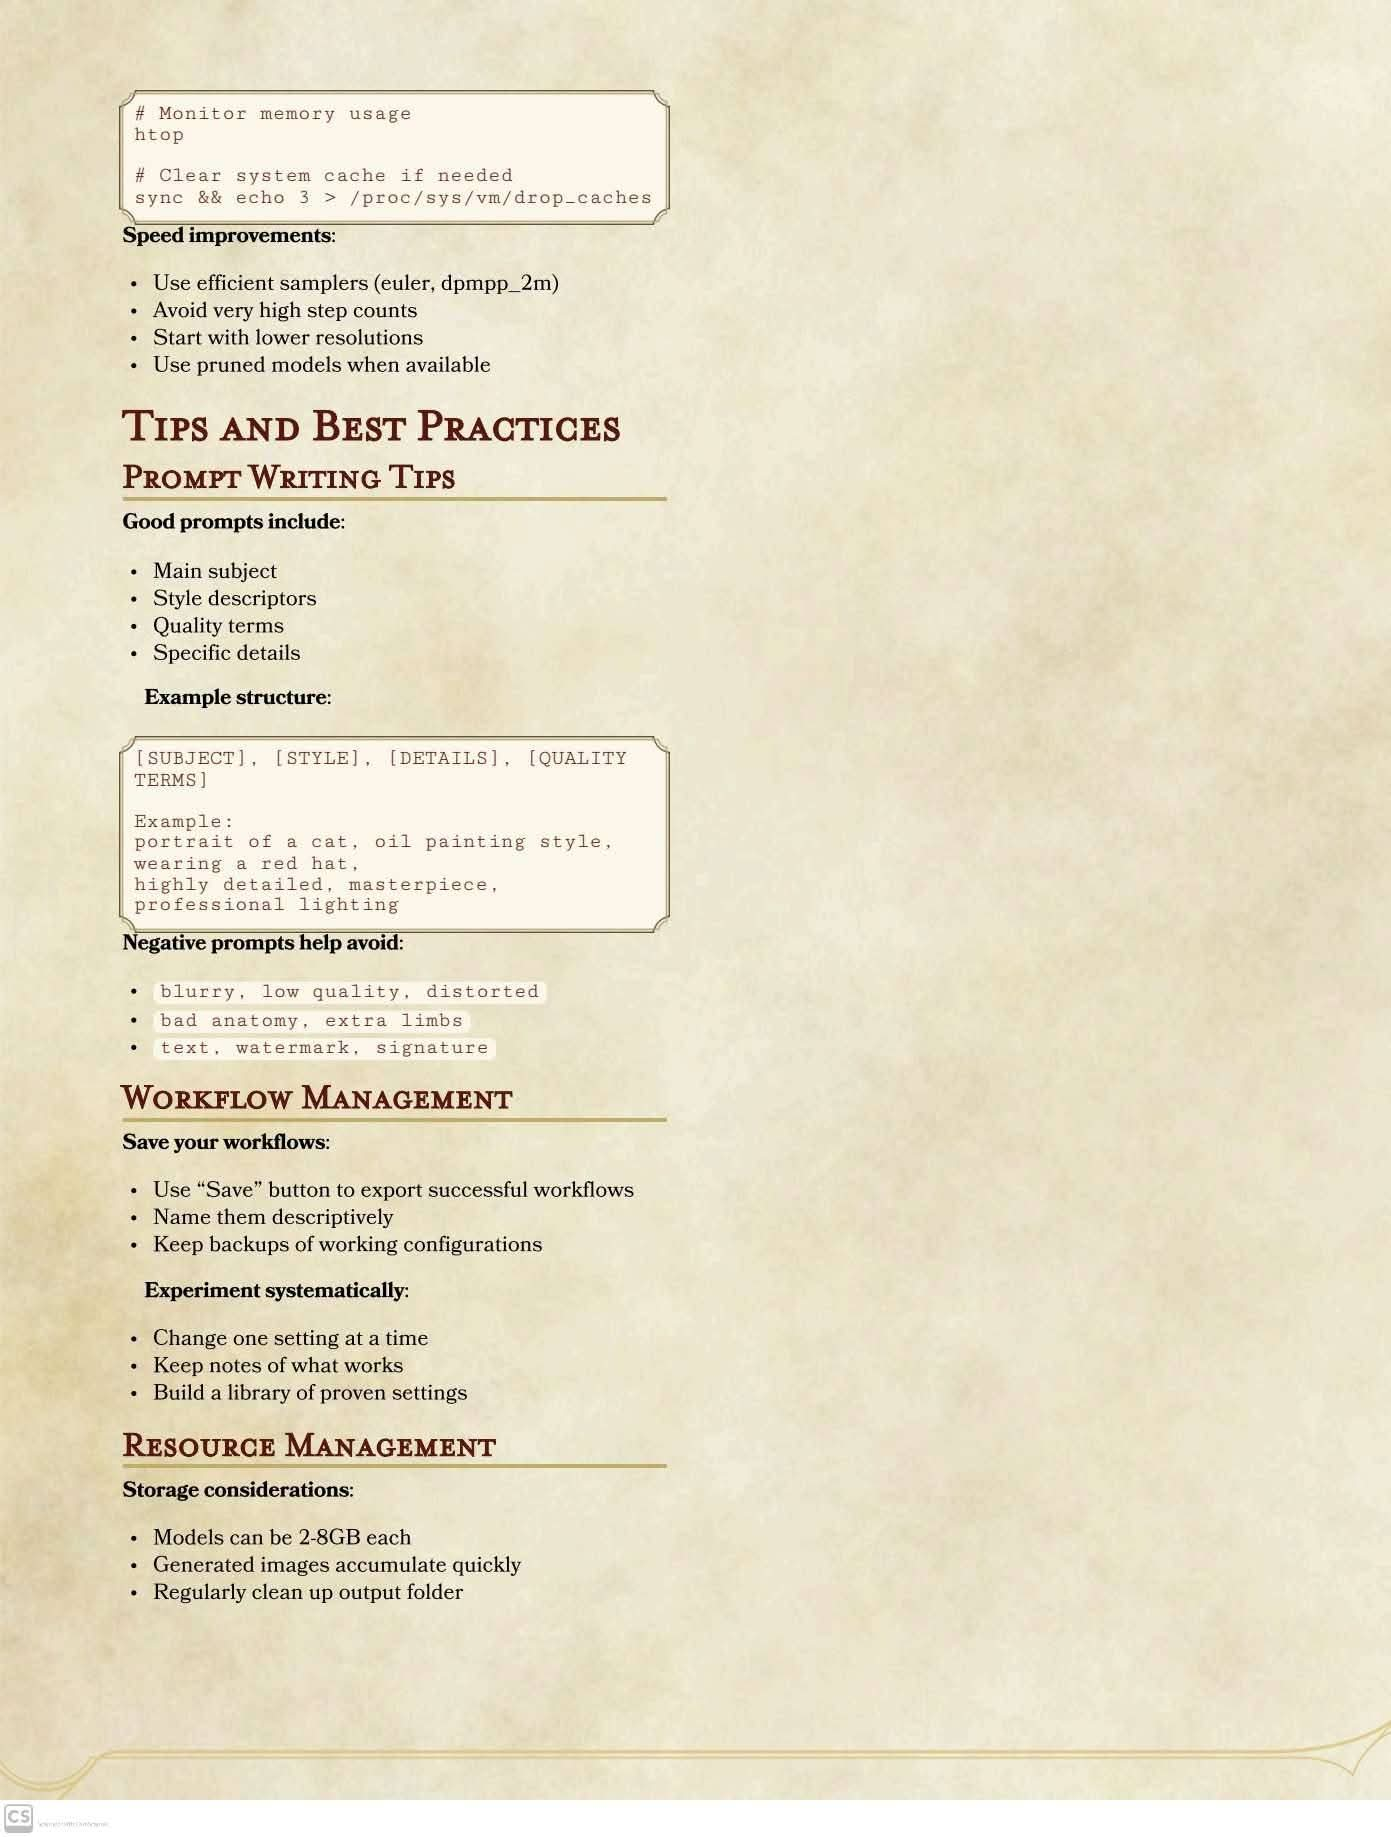 # Monitor memory usage
htop
# Clear system cache if needed
sync && echo 3 > /proc/sys/vm/drop_caches
Speed improvements:
• Use efficient samplers (euler, dpmpp_2m)
• Avoid very high step counts
• Start with lower resolutions
• Use pruned models when available
Tips and Best Practices
Prompt Writing Tips
Good prompts include:
• Main subject
• Style descriptors
• Quality terms
• Specific details
Example structure:
[SUBJECT], [STYLE], [DETAILS], [QUALITY
TERMS]
Example:
portrait of a cat, oil painting style,
wearing a red hat,
highly detailed, masterpiece,
professional lighting
Negative prompts help avoid:
• blurry, low quality, distorted
• bad anatomy, extra limbs
• text, watermark, signature
Workflow Management
Save your workflows:
• Use “Save” button to export successful workflows
• Name them descriptively
• Keep backups of working configurations
Experiment systematically:
• Change one setting at a time
• Keep notes of what works
• Build a library of proven settings
Resource Management
Storage considerations:
• Models can be 2-8GB each
• Generated images accumulate quickly
• Regularly clean up output folder
CS